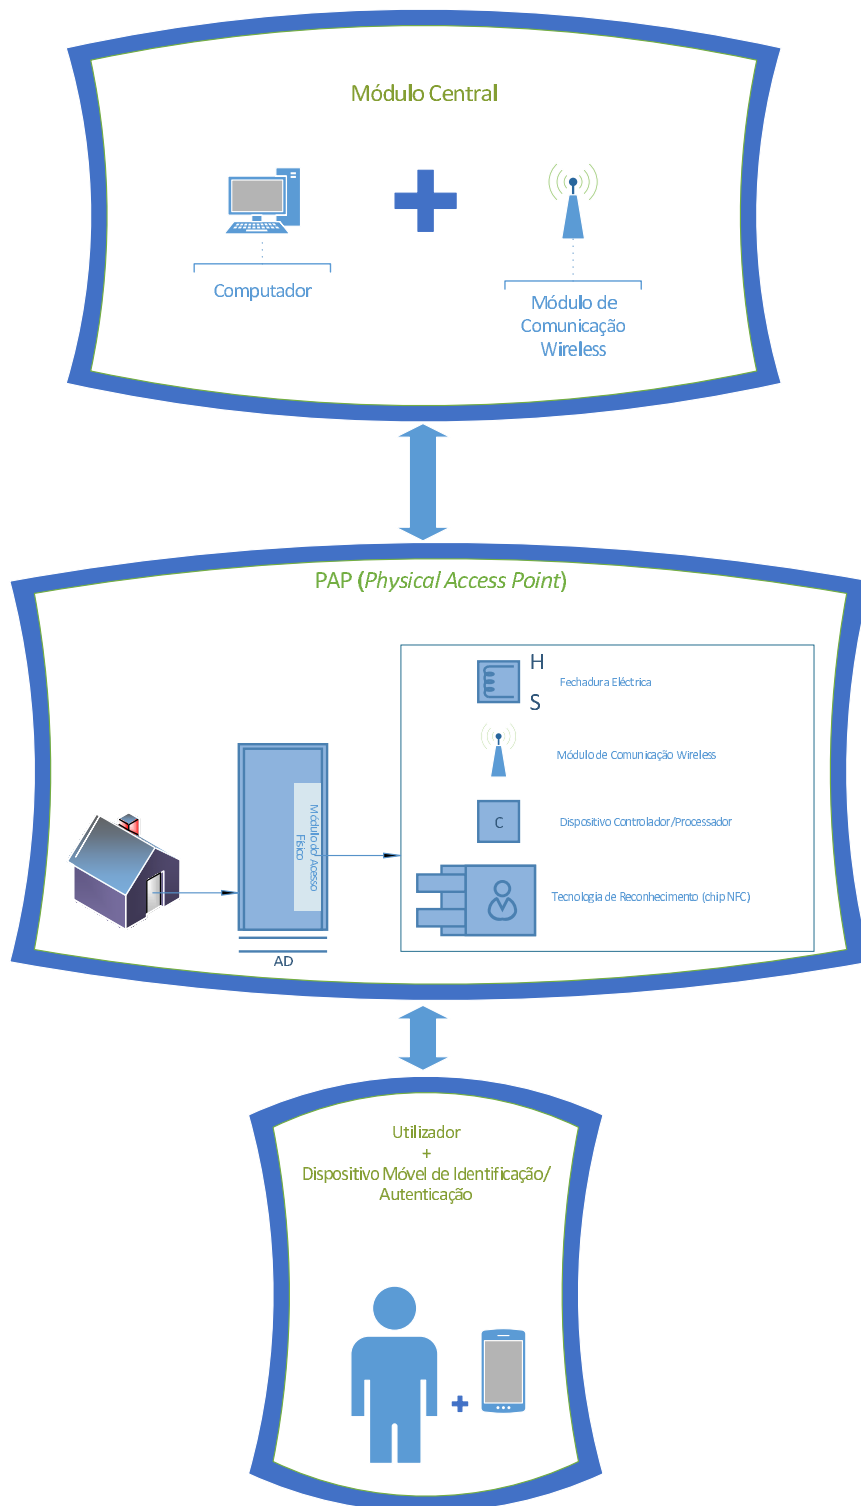 Módulo Central
Computador
Módulo de
Comunicação
Wireless
PAP (Physical Access Point)
H
S
Fechadura Eléctrica
Módulo de Comunicação Wireless
C
Dispositivo Controlador/Processador
Tecnologia de Reconhecimento (chip NFC)
Módulo do Acesso
Físico
AD
Utilizador
+
Dispositivo Móvel de Identificação/
Autenticação